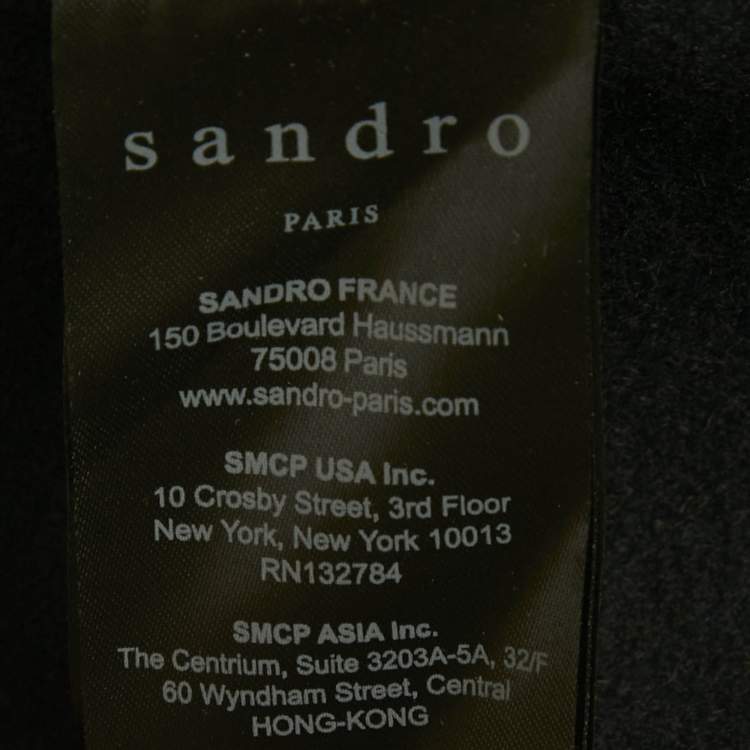 sandro
PARIS
SANDRO FRANCE
150 Boulevard Haussmann
75008 Paris
www.sandro-paris.com
SMCP USA Inc.
10 Crosby Street, 3rd Floor
New York, New York 10013
RN132784
SMCP ASIA Inc.
The Centrium, Suite 3203A-5A, 32/F
60 Wyndham Street, Central
HONG-KONG